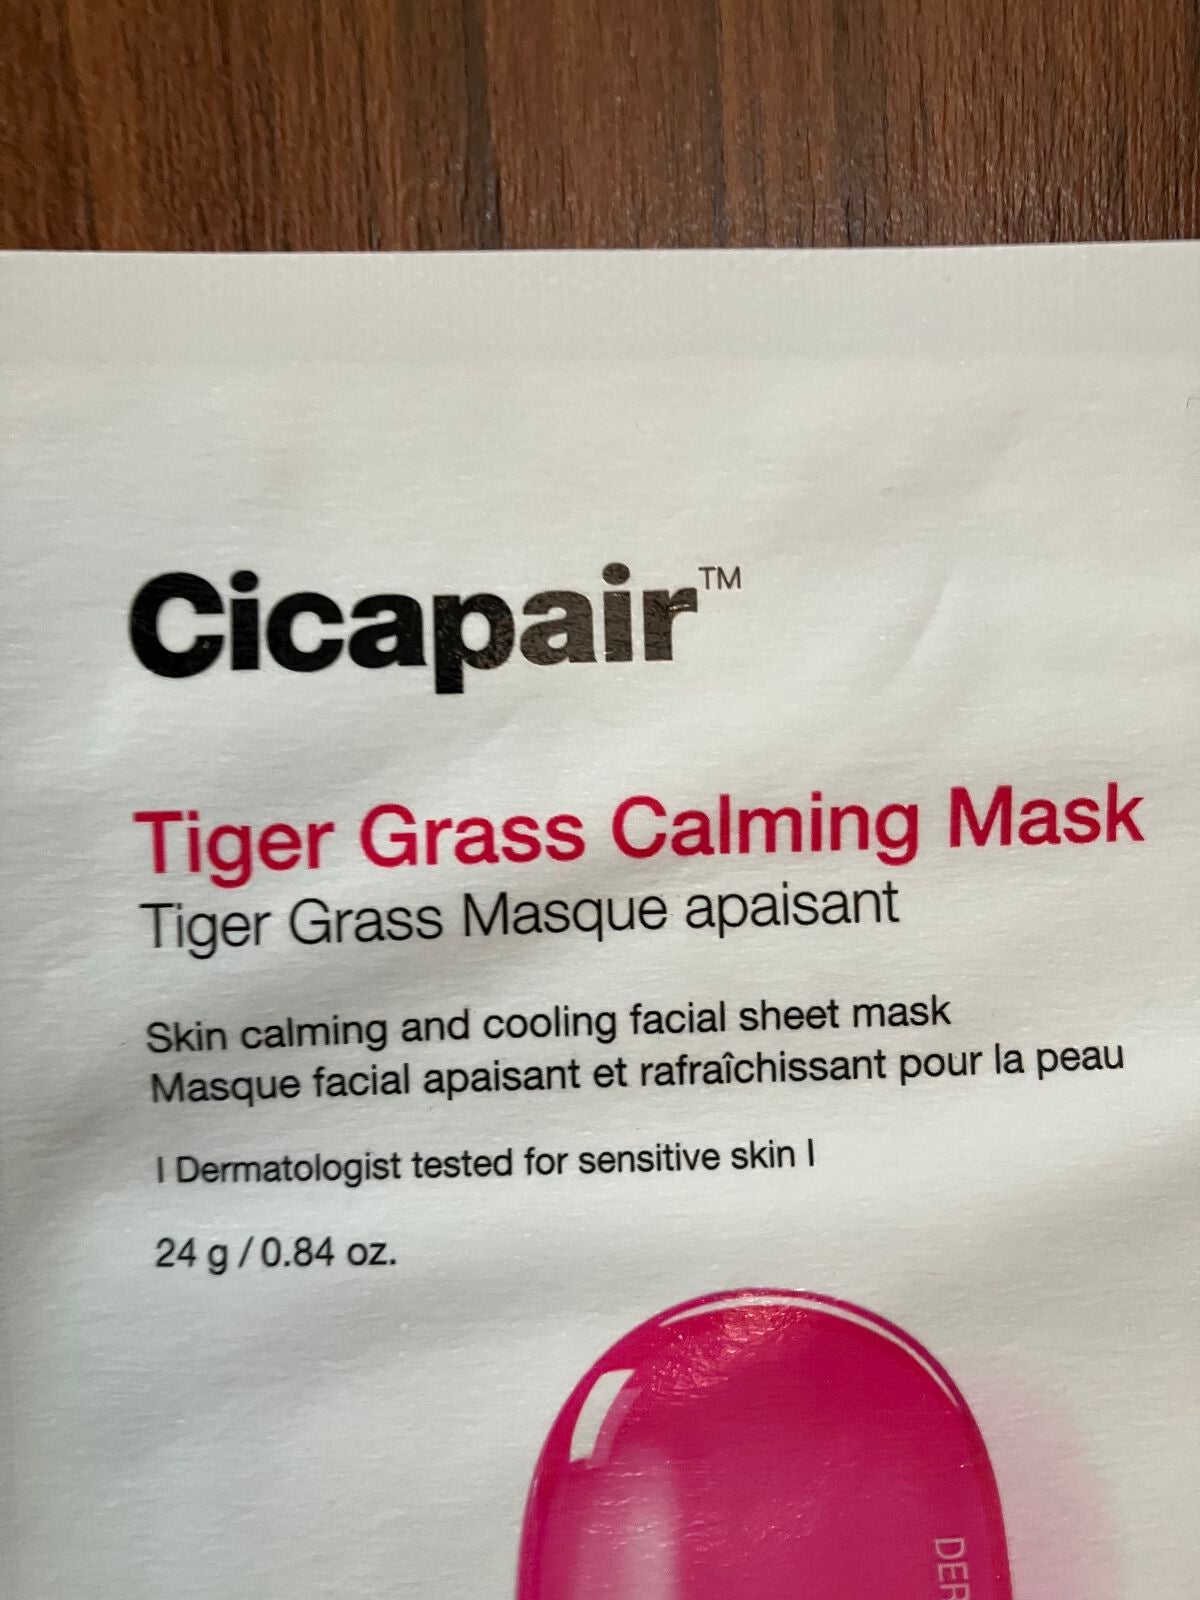 Cicapair™
Tiger Grass Calming Mask
Tiger Grass Masque apaisant
Skin calming and cooling facial sheet mask
Masque facial apaisant et rafraîchissant pour la peau
I Dermatologist tested for sensitive skin I
24 g / 0.84 oz.
DER